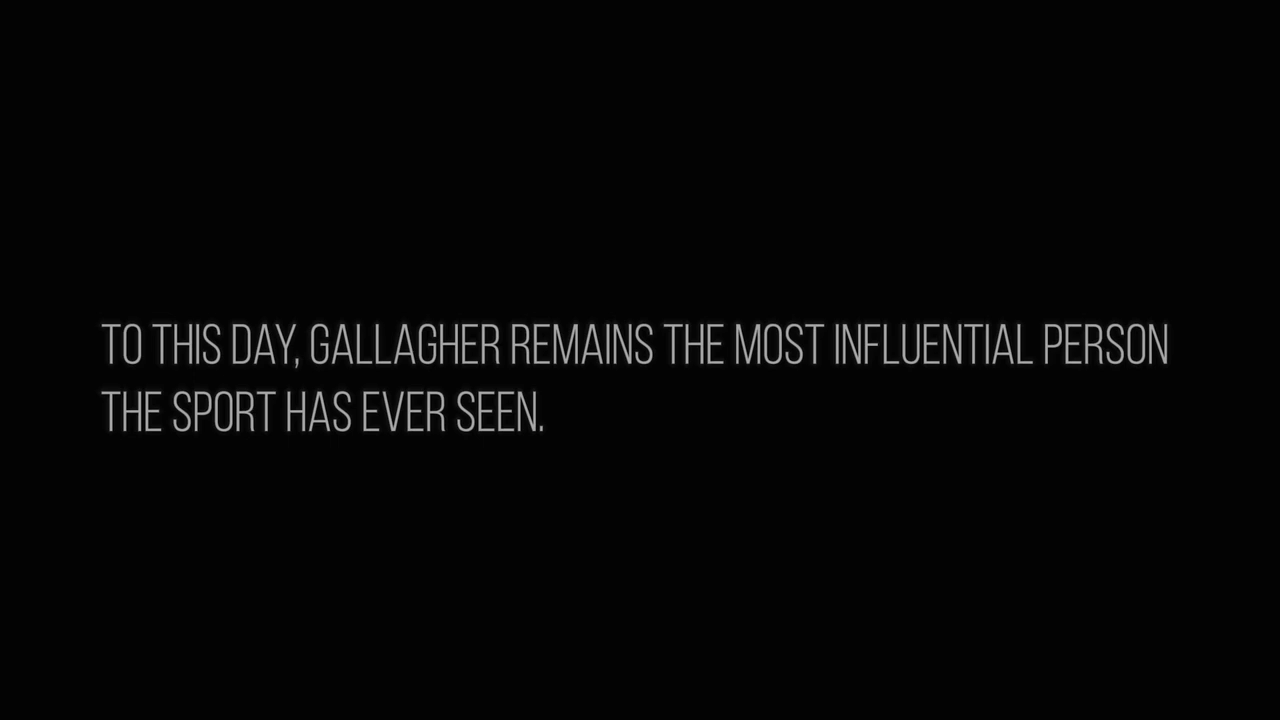 TO THIS DAY, GALLAGHER REMAINS THE MOST INFLUENTIAL PERSON
THE SPORT HAS EVER SEEN.